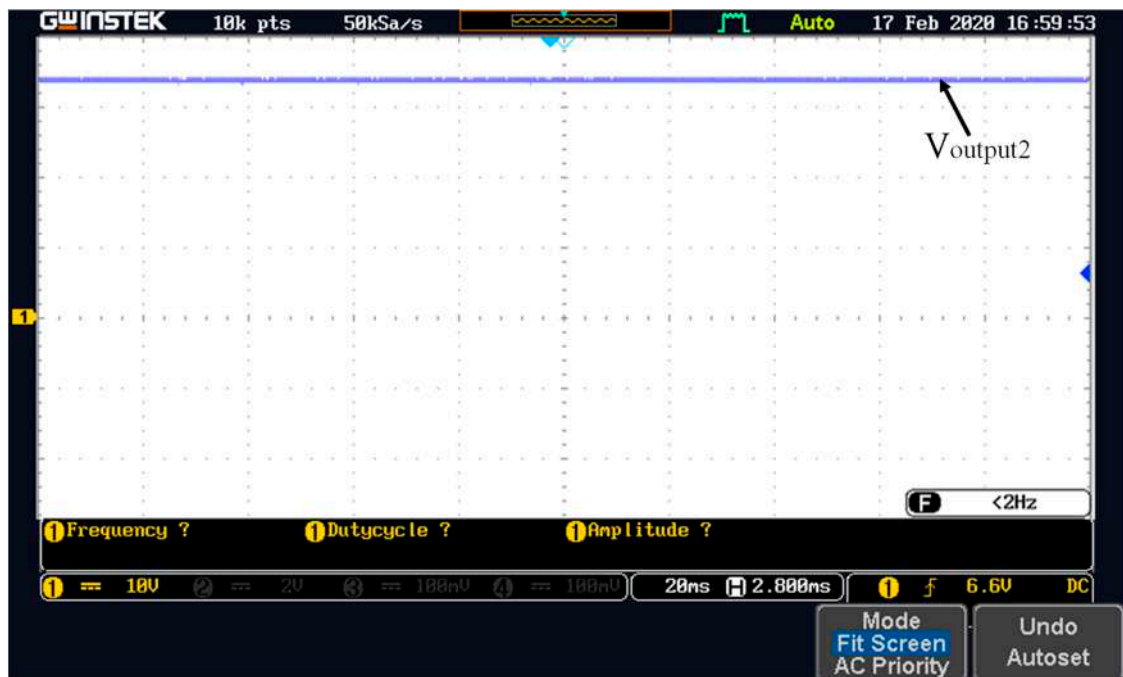 GWINSTEK 10k pts 50kSa/s Auto 17 Feb 2020 16:59:53
Voutput2
1
F <2Hz
1 Frequency ? 1 Dutycycle ? 1 Amplitude ?
1 10V 2 2V 3 100mV 4 100mV 20ms H 2.800ms 1 6.6V DC
Mode
Fit Screen
AC Priority
Undo
Autoset